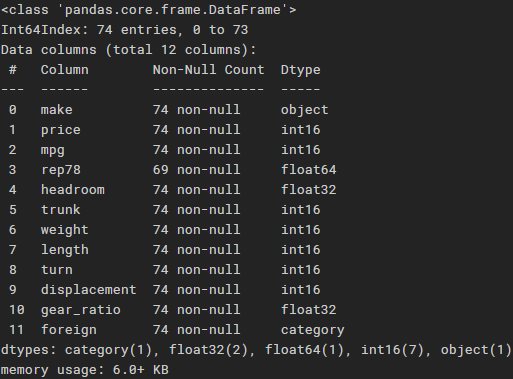 <class 'pandas.core.frame.DataFrame'>
Int64Index: 74 entries, 0 to 73
Data columns (total 12 columns):
 #   Column        Non-Null Count  Dtype
---  ------        --------------  -----
 0   make          74 non-null     object
 1   price         74 non-null     int16
 2   mpg           74 non-null     int16
 3   rep78         69 non-null     float64
 4   headroom      74 non-null     float32
 5   trunk         74 non-null     int16
 6   weight        74 non-null     int16
 7   length        74 non-null     int16
 8   turn          74 non-null     int16
 9   displacement  74 non-null     int16
 10  gear_ratio    74 non-null     float32
 11  foreign       74 non-null     category
dtypes: category(1), float32(2), float64(1), int16(7), object(1)
memory usage: 6.0+ KB